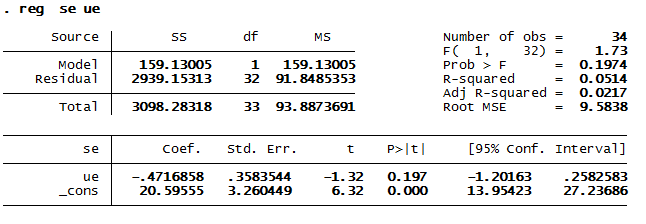 . reg  se ue
Source | SS df MS Number of obs = 34
F( 1, 32) = 1.73
Model | 159.13005 1 159.13005 Prob > F = 0.1974
Residual | 2939.15313 32 91.8485353 R-squared = 0.0514
Adj R-squared = 0.0217
Total | 3098.28318 33 93.8873691 Root MSE = 9.5838
se | Coef. Std. Err. t P>|t| [95% Conf. Interval]
ue | -.4716858 .3583544 -1.32 0.197 -1.20163 .2582583
_cons | 20.59555 3.260449 6.32 0.000 13.95423 27.23686